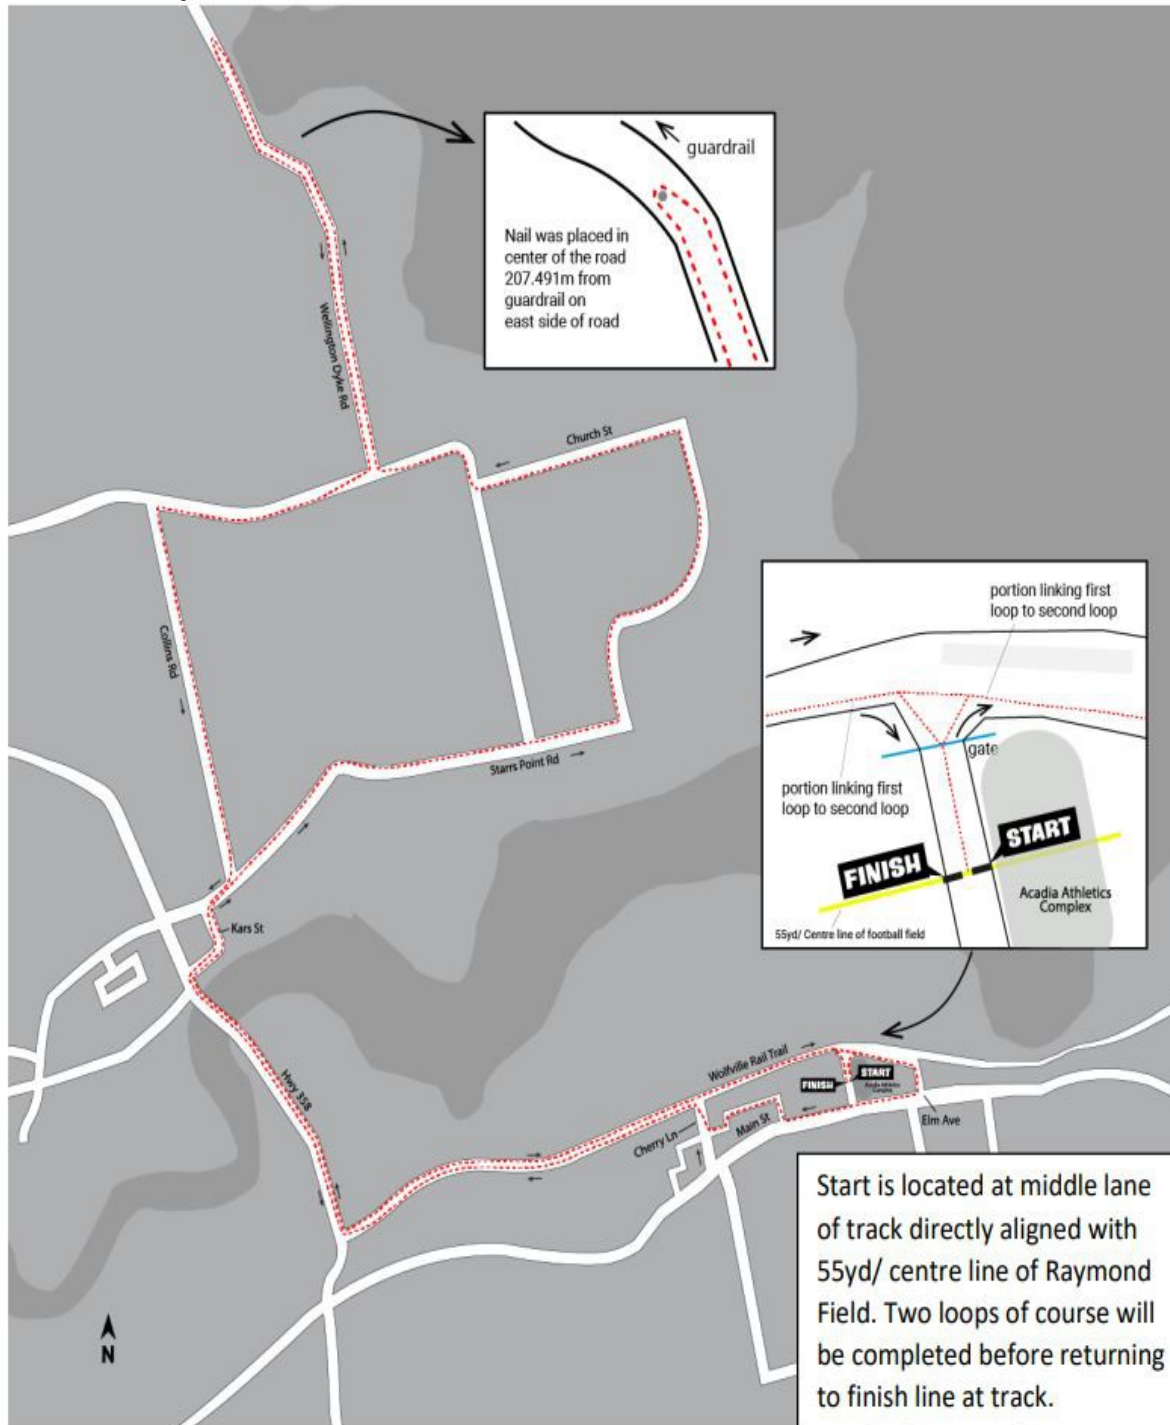 guardrail
Nail was placed in
center of the road
207.491m from
guardrail on
east side of road
Wellington Dyke Rd
Church St
Collins Rd
Starrs Point Rd
portion linking first
loop to second loop
gate
portion linking first
loop to second loop
START
FINISH
Acadia Athletics
Complex
55yd/ Centre line of football field
Kars St
Hwy 358
Wolfville Rail Trail
START
FINISH
Acadia Athletics
Complex
Elm Ave
Main St
Cherry Ln
Start is located at middle lane
of track directly aligned with
55yd/ centre line of Raymond
Field. Two loops of course will
be completed before returning
to finish line at track.
N